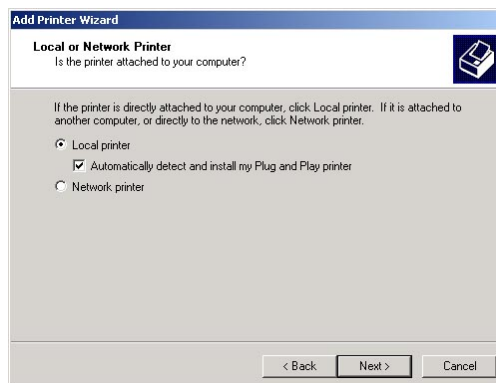 Add Printer Wizard
Local or Network Printer
Is the printer attached to your computer?
If the printer is directly attached to your computer, click Local printer.  If it is attached to
another computer, or directly to the network, click Network printer.
Local printer
Automatically detect and install my Plug and Play printer
Network printer
< Back   Next >   Cancel